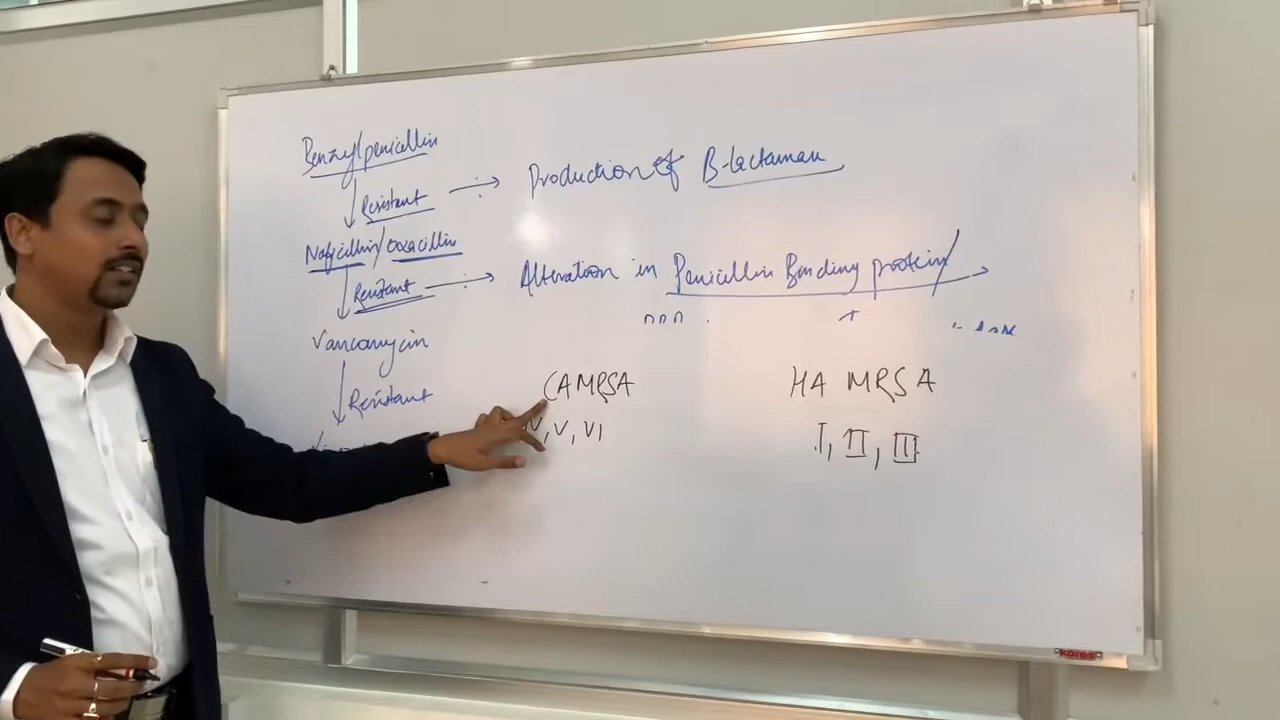 Benzylpenicillin
Resistant → Production of B-lactamase
Nafcillin/Oxacillin
Resistant → Alteration in Penicillin Binding protein/ →
Vancomycin
Resistant
CAMRSA HA MRSA
V, VI I, II, III
kores